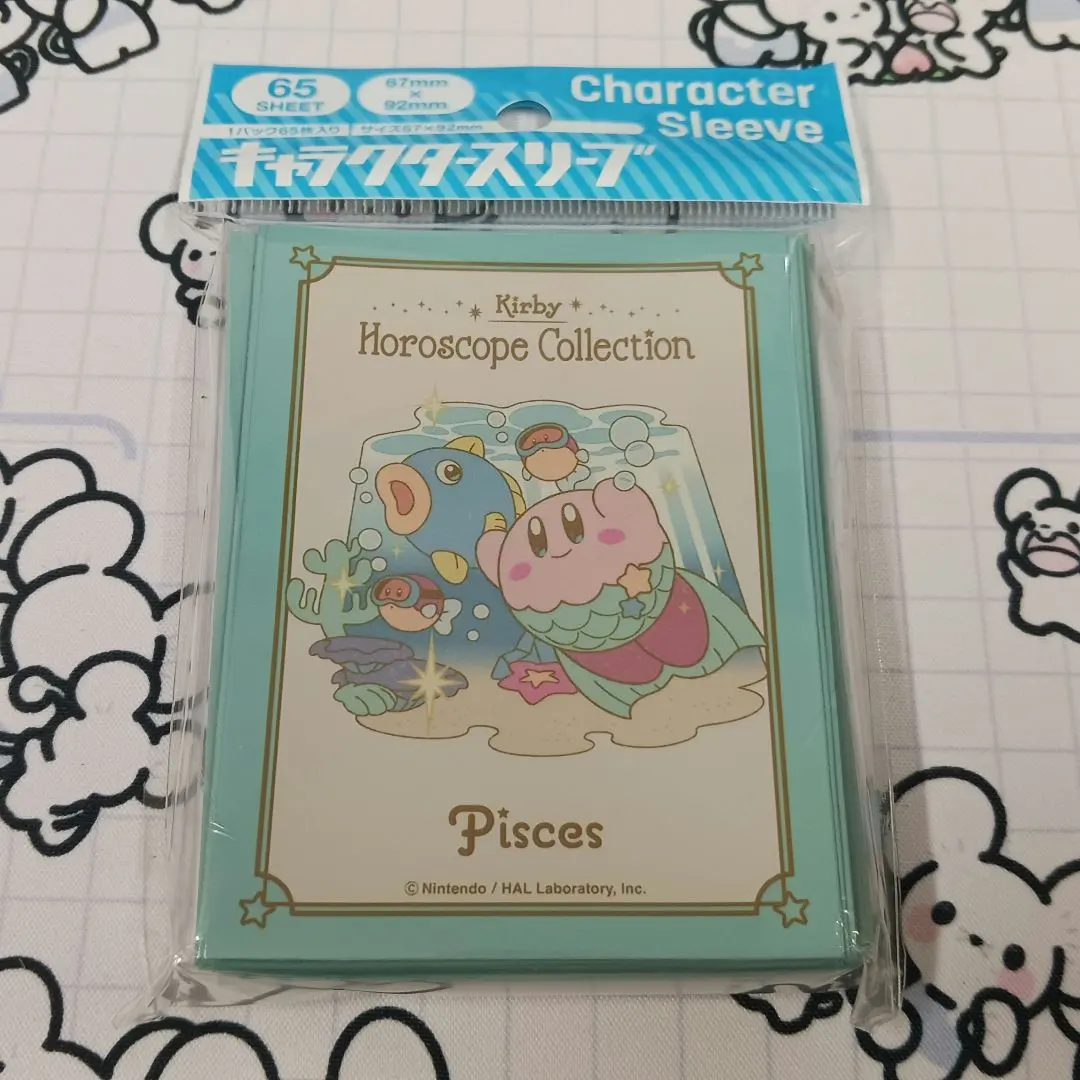 65
SHEET
67mm
×
92mm
Character
Sleeve
1パック65枚入り サイズ67×92mm
キャラクタースリーブ
Kirby
Horoscope Collection
Pisces
© Nintendo / HAL Laboratory, Inc.